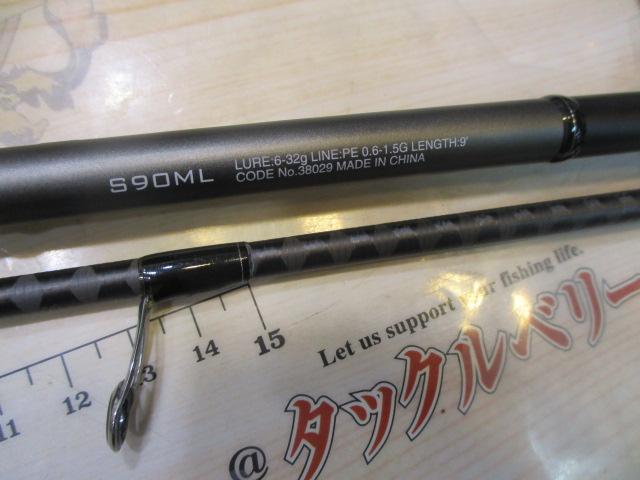 S90ML
LURE:6-32g LINE:PE 0.6-1.5G LENGTH:9'
CODE No.38029 MADE IN CHINA
11 12 13 14 15
Let us support your fishing life.
@タックルベリー